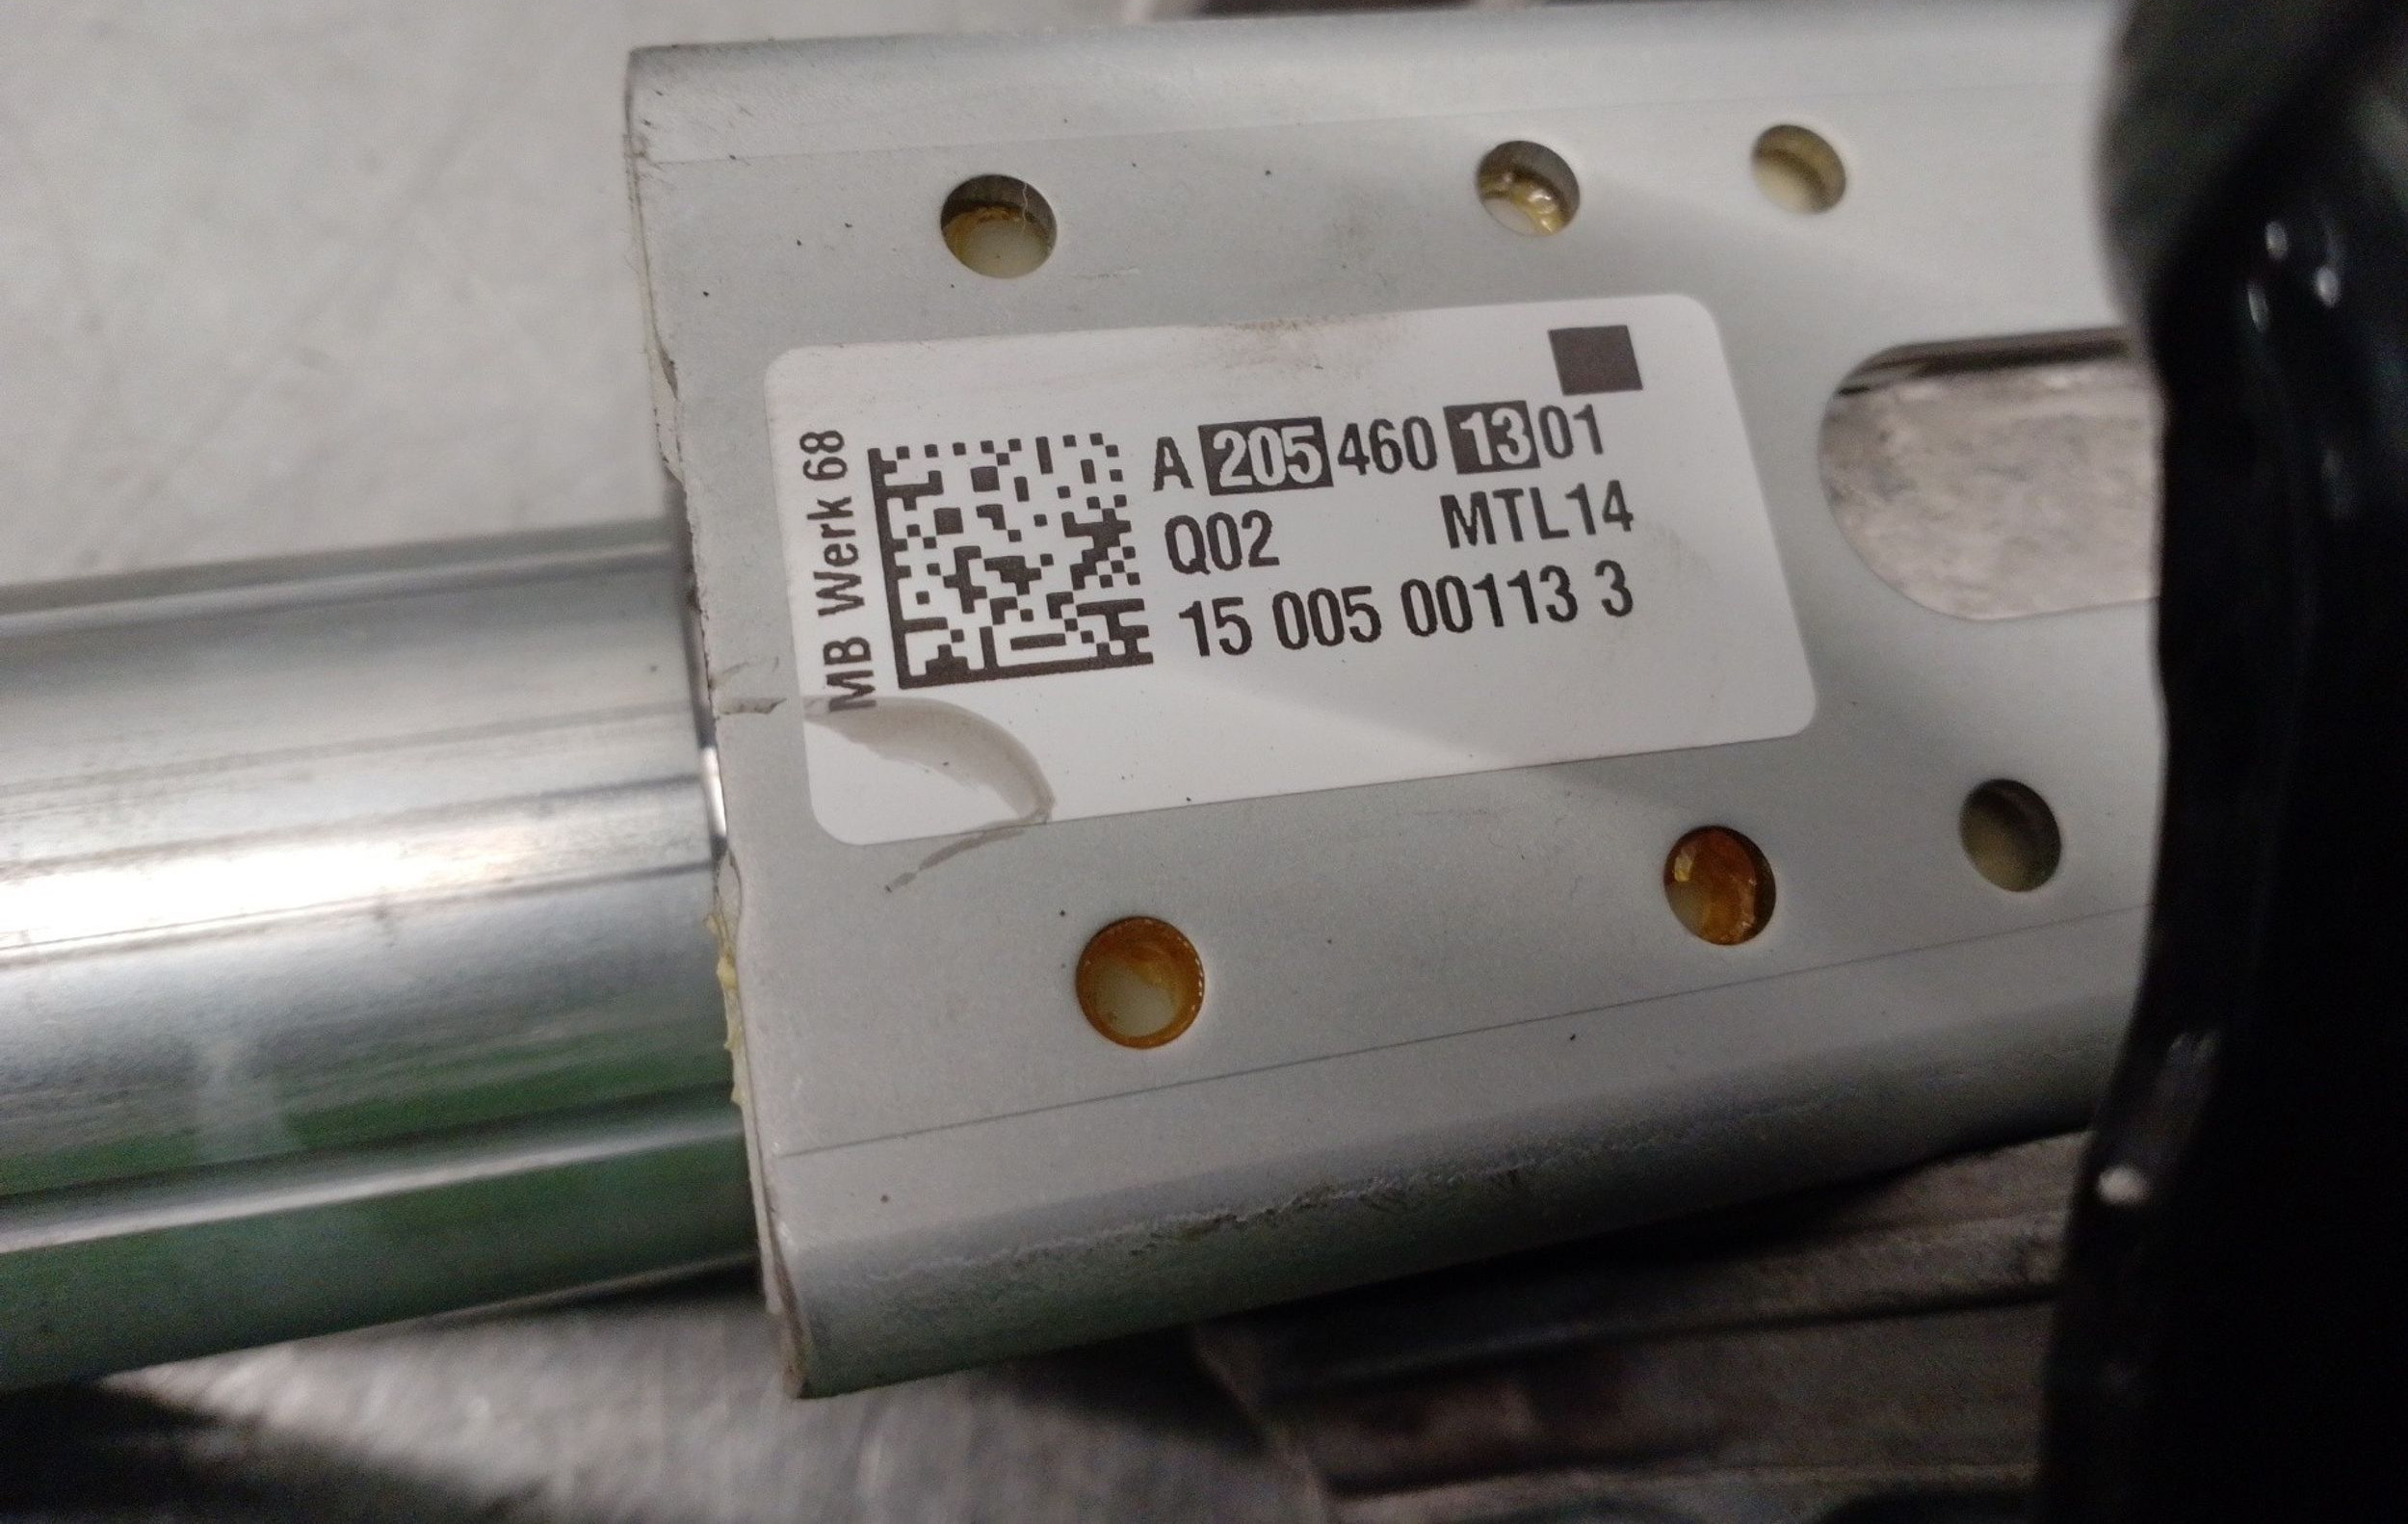 MB Werk 68
A 205 460 13 01
Q02 MTL14
15 005 00113 3